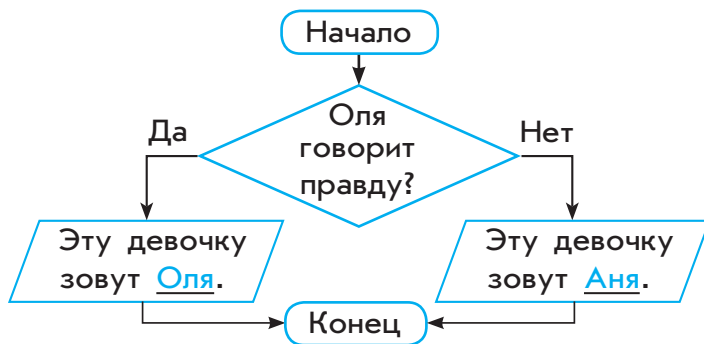 Начало
Оля
говорит
правду?
Да
Нет
Эту девочку
зовут Оля.
Эту девочку
зовут Аня.
Конец